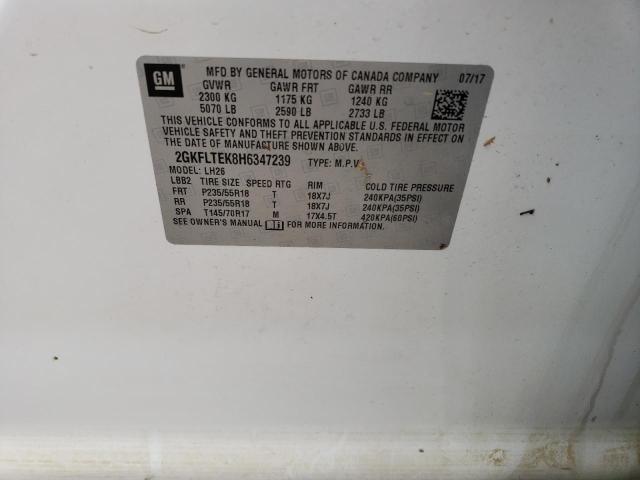 GM
MFD BY GENERAL MOTORS OF CANADA COMPANY 07/17
GVWR GAWR FRT GAWR RR
2300 KG 1175 KG 1240 KG
5070 LB 2590 LB 2733 LB
THIS VEHICLE CONFORMS TO ALL APPLICABLE U.S. FEDERAL MOTOR
VEHICLE SAFETY AND THEFT PREVENTION STANDARDS IN EFFECT ON
THE DATE OF MANUFACTURE SHOWN ABOVE.
2GKFLTEK8H6347239 TYPE: M.P.V
MODEL: LH26
LBB2 TIRE SIZE SPEED RTG RIM COLD TIRE PRESSURE
FRT P235/55R18 T 18X7J 240KPA(35PSI)
RR P235/55R18 T 18X7J 240KPA(35PSI)
SPA T145/70R17 M 17X4.5T 420KPA(60PSI)
SEE OWNER'S MANUAL i FOR MORE INFORMATION.